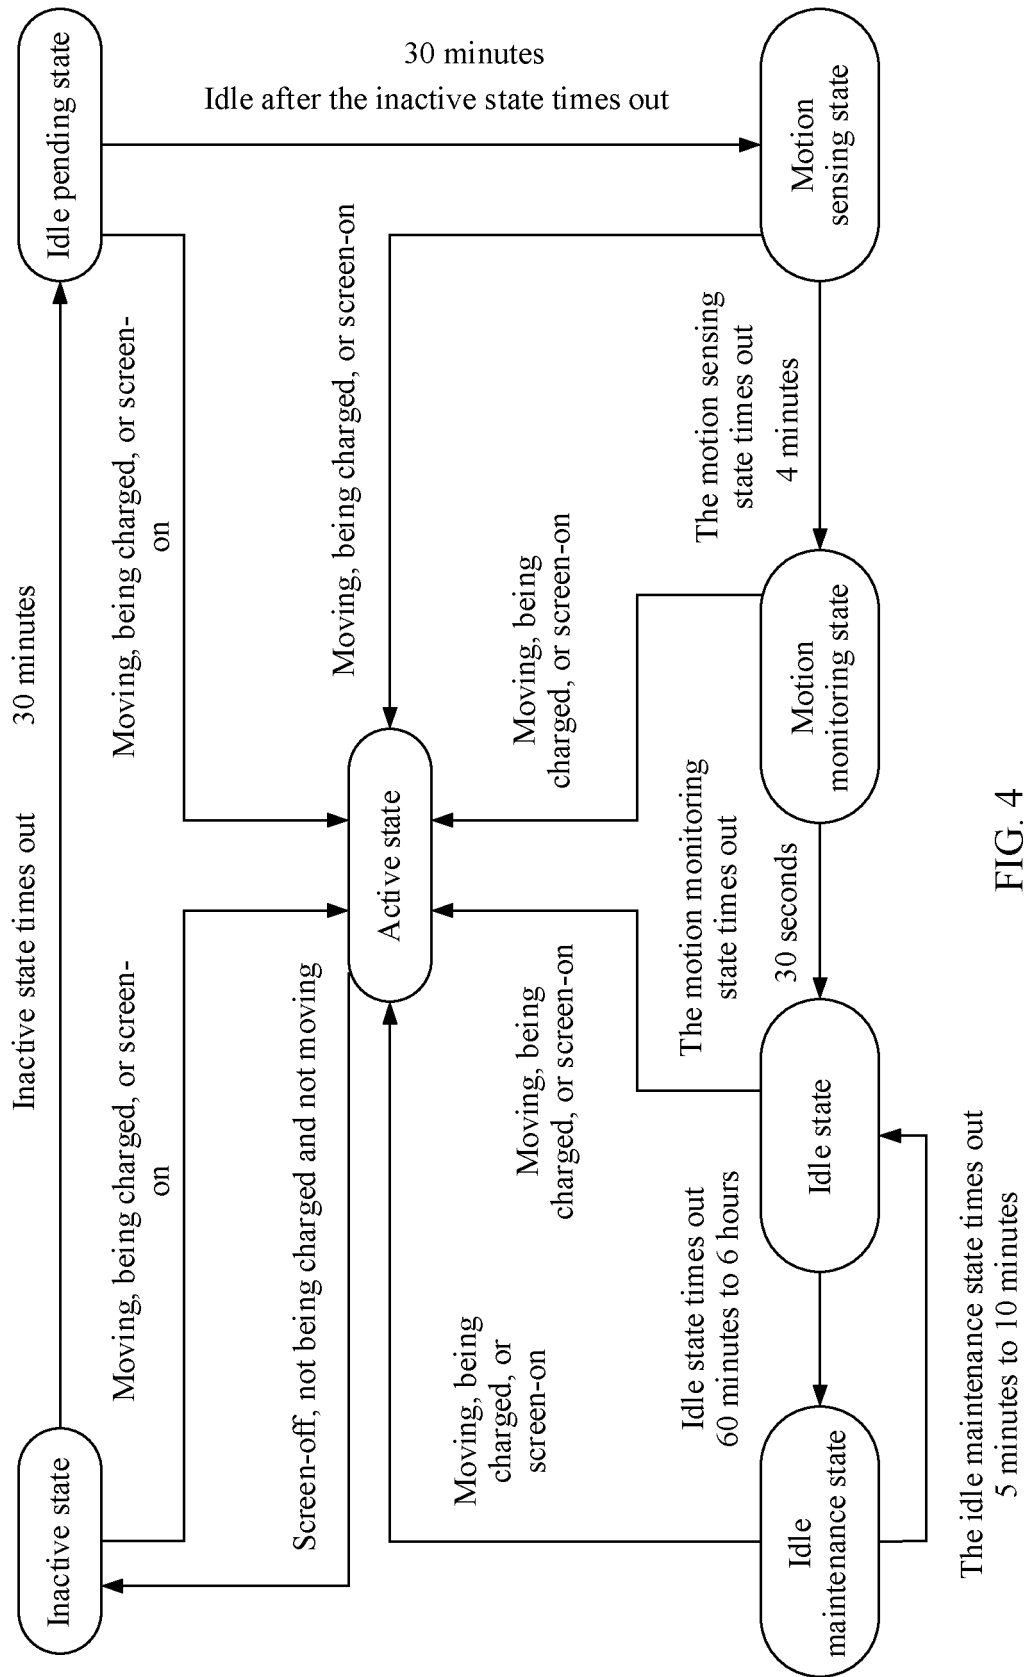 Inactive state
Inactive state times out
30 minutes
Idle pending state
Moving, being charged, or screen-
on
Moving, being charged, or screen-
on
30 minutes
Idle after the inactive state times out
Screen-off, not being charged and not moving
Active state
Moving, being charged, or screen-on
Moving, being
charged, or
screen-on
Moving, being
charged, or screen-on
Moving, being
charged, or screen-on
Idle state times out
60 minutes to 6 hours
The motion monitoring
state times out
30 seconds
The motion sensing
state times out
4 minutes
Idle
maintenance state
Idle state
Motion
monitoring state
Motion
sensing state
The idle maintenance state times out
5 minutes to 10 minutes
FIG. 4